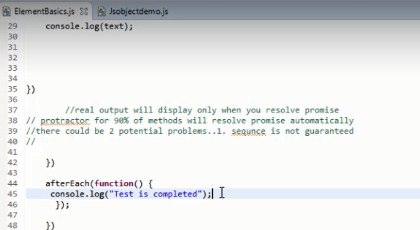 ElementBasics.js Jsobjectdemo.js
29 console.log(text);
30
31
32
33
34
35 })
36
37 //real output will display only when you resolve promise
38 // protractor for 90% of methods will resolve promise automatically
39 //there could be 2 potential problems..1. sequnce is not guaranteed
40 //
41
42 })
43
44 afterEach(function() {
45 console.log("Test is completed");
46 });
47
48 })